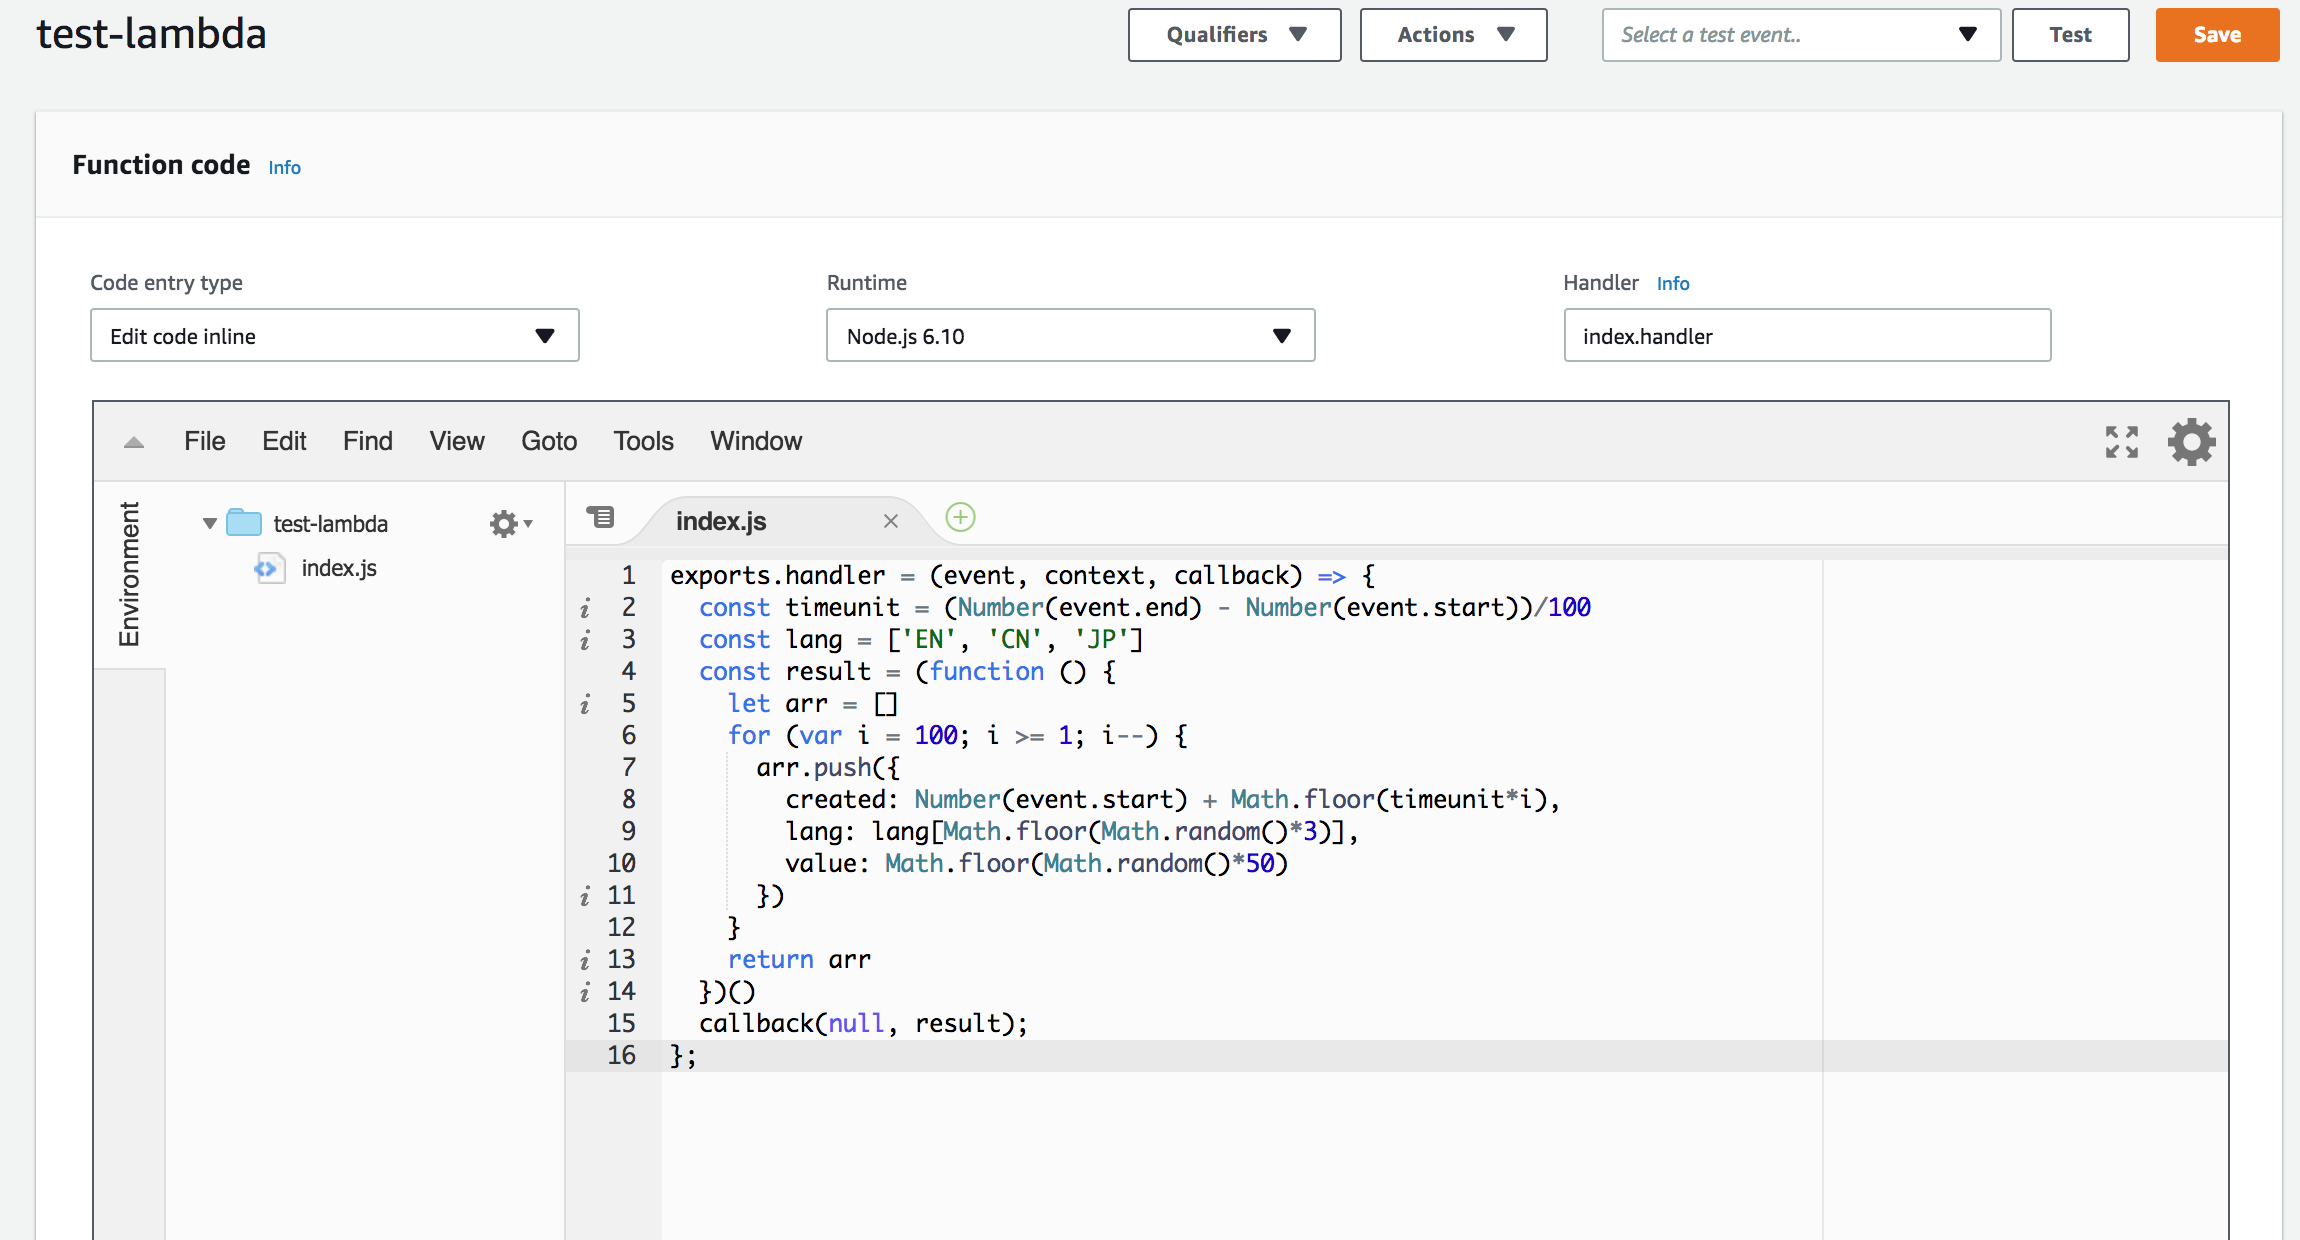 test-lambda
Qualifiers
Actions
Select a test event..
Test
Save
Function code Info
Code entry type
Runtime
Handler Info
Edit code inline
Node.js 6.10
index.handler
File Edit Find View Goto Tools Window
Environment
test-lambda
index.js
index.js
1 exports.handler = (event, context, callback) => {
i 2   const timeunit = (Number(event.end) - Number(event.start))/100
i 3   const lang = ['EN', 'CN', 'JP']
4   const result = (function () {
i 5     let arr = []
6     for (var i = 100; i >= 1; i--) {
7       arr.push({
8         created: Number(event.start) + Math.floor(timeunit*i),
9         lang: lang[Math.floor(Math.random()*3)],
10         value: Math.floor(Math.random()*50)
i 11       })
12     }
i 13     return arr
i 14   })()
15   callback(null, result);
16 };